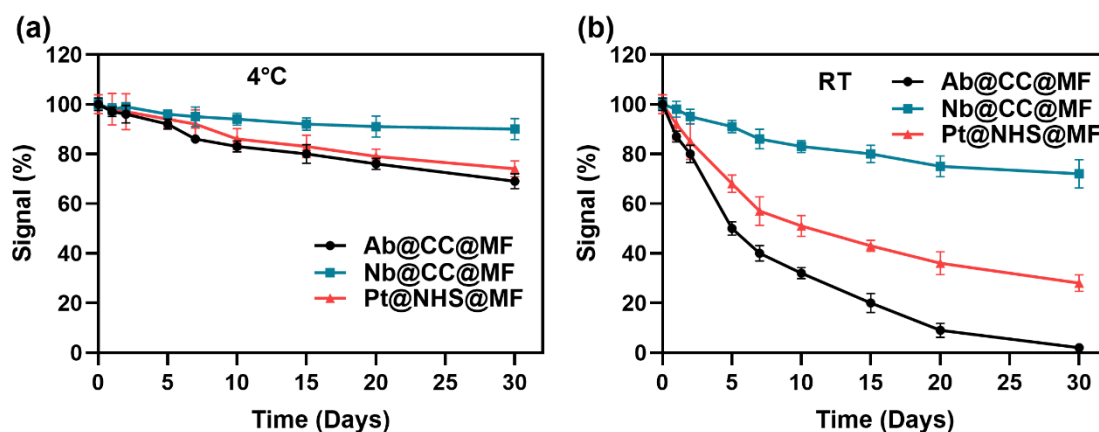 (a)
4°C
Signal (%)
120
100
80
60
40
20
0
Ab@CC@MF
Nb@CC@MF
Pt@NHS@MF
0 5 10 15 20 25 30
Time (Days)
(b)
RT
Signal (%)
120
100
80
60
40
20
0
Ab@CC@MF
Nb@CC@MF
Pt@NHS@MF
0 5 10 15 20 25 30
Time (Days)